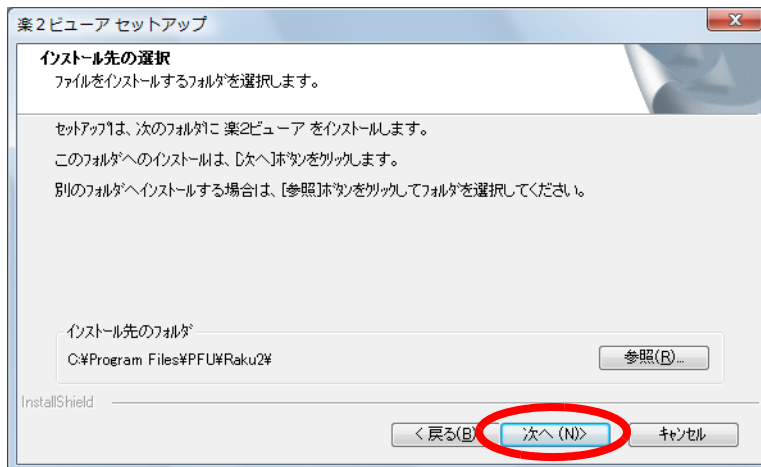 楽2ビューア セットアップ
インストール先の選択
ファイルをインストールするフォルダを選択します。
セットアップは、次のフォルダに 楽2ビューア をインストールします。
このフォルダへのインストールは、[次へ]ボタンをクリックします。
別のフォルダへインストールする場合は、[参照]ボタンをクリックしてフォルダを選択してください。
インストール先のフォルダ
C:¥Program Files¥PFU¥Raku2¥
参照(R)...
InstallShield
< 戻る(B)
次へ (N)>
キャンセル